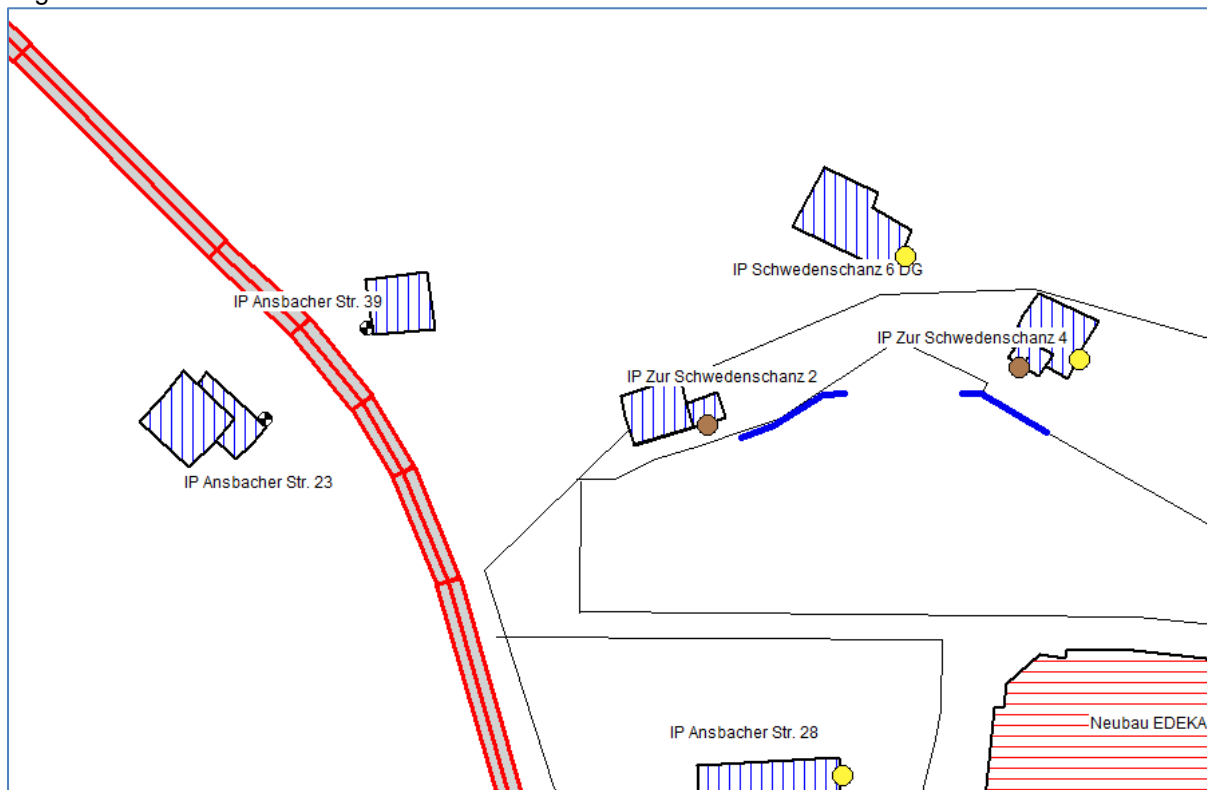 IP Schwedenschanz 6 DG
IP Ansbacher Str. 39
IP Zur Schwedenschanz 4
IP Zur Schwedenschanz 2
IP Ansbacher Str. 23
Neubau EDEKA
IP Ansbacher Str. 28